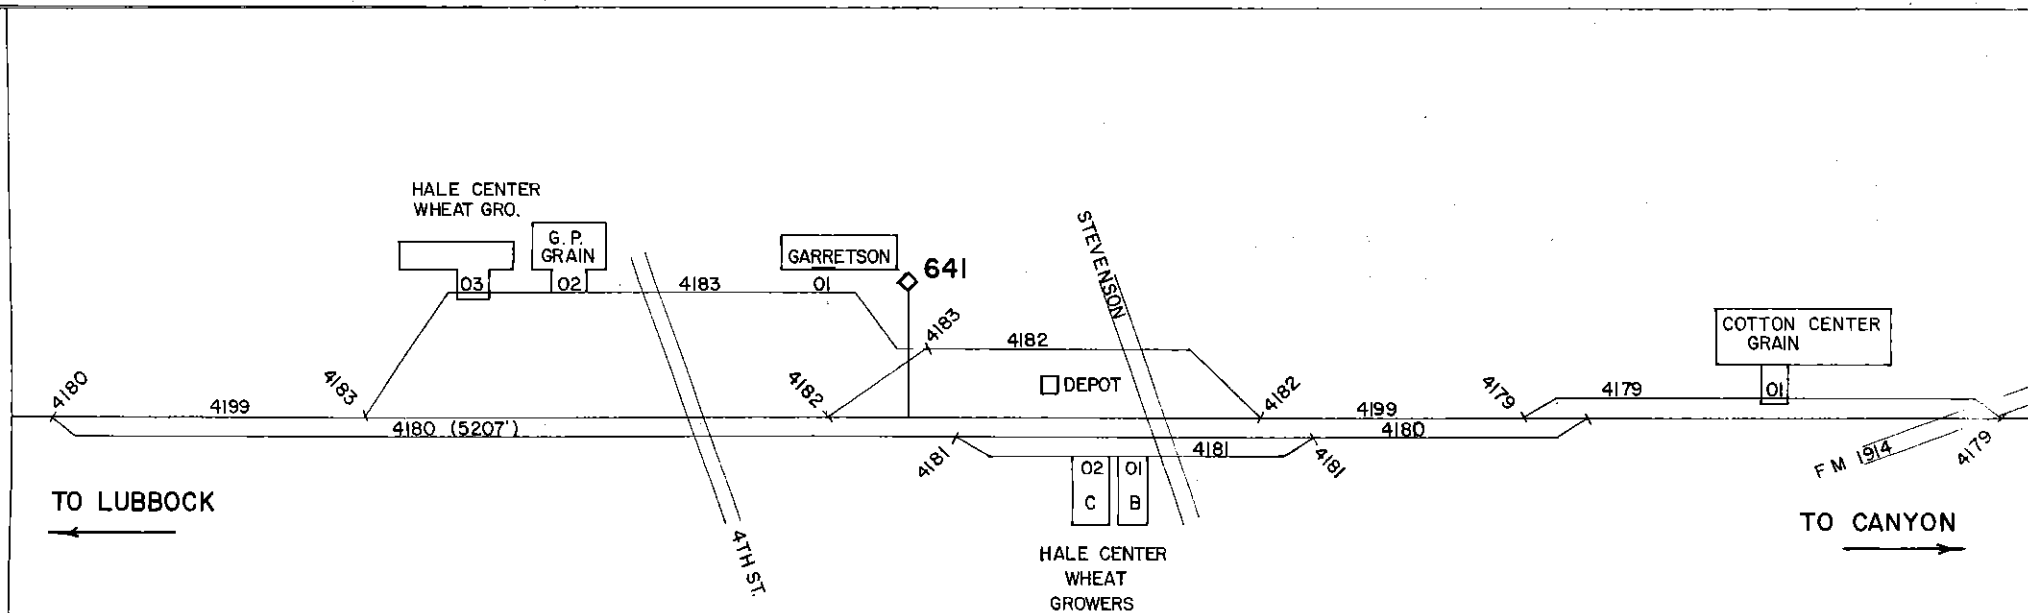 HALE CENTER
WHEAT GRO.
G.P.
GRAIN
GARRETSON
641
STEVENSON
03
02
4183
01
4183
4182
COTTON CENTER
GRAIN
4180
4199
4183
4182
DEPOT
4182
4199
4179
4179
01
4180 (5207')
4181
4181
4181
4180
FM 1914
4179
02
01
C
B
TO LUBBOCK
4TH ST.
HALE CENTER
WHEAT
GROWERS
TO CANYON